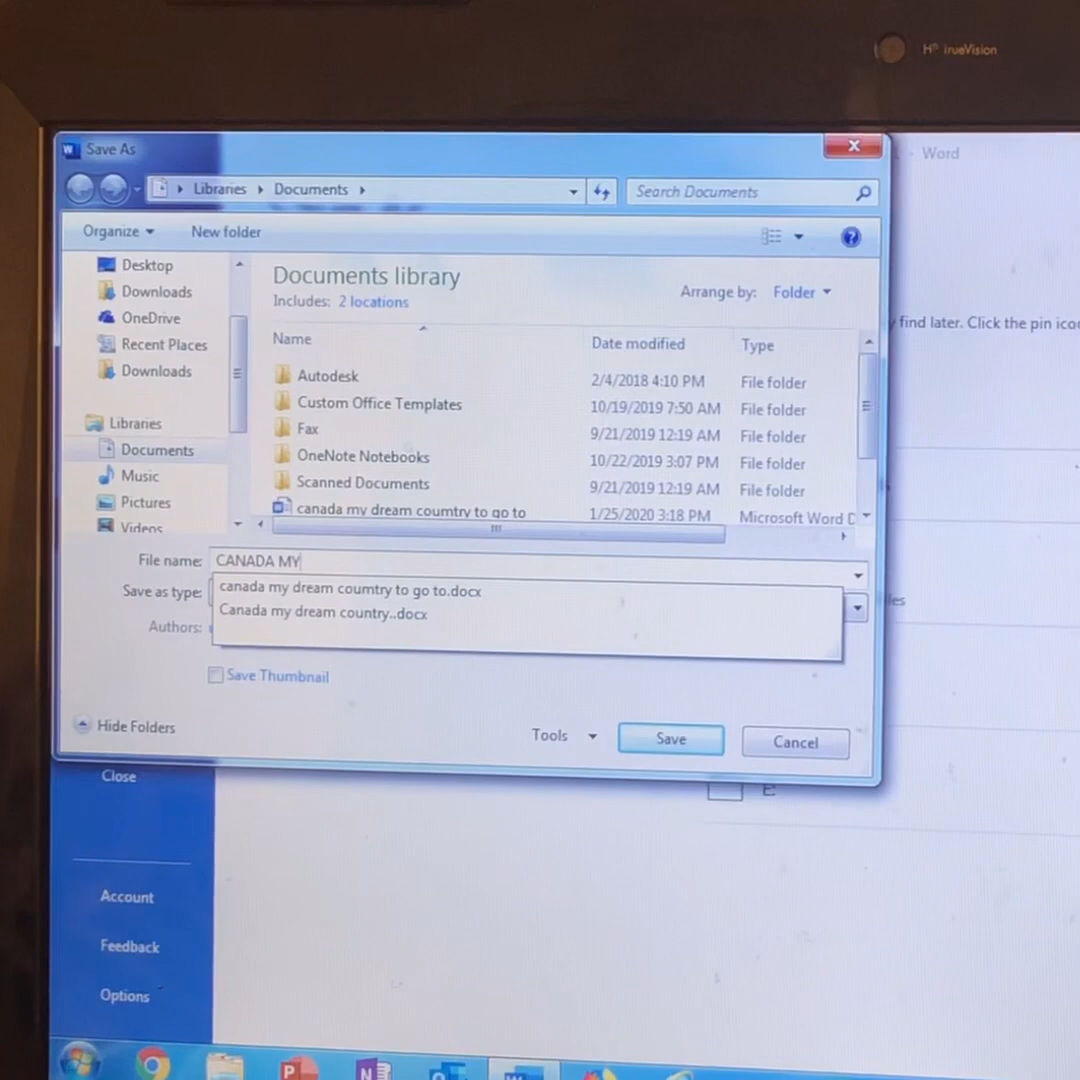 TrueVision
Save As
Word
Libraries Documents
Search Documents
Organize New folder
Desktop
Downloads
OneDrive
Recent Places
Downloads
Libraries
Documents
Music
Pictures
Videos
Documents library
Includes: 2 locations
Arrange by: Folder
Name Date modified Type
Autodesk 2/4/2018 4:10 PM File folder
Custom Office Templates 10/19/2019 7:50 AM File folder
Fax 9/21/2019 12:19 AM File folder
OneNote Notebooks 10/22/2019 3:07 PM File folder
Scanned Documents 9/21/2019 12:19 AM File folder
canada my dream coumtry to go to 1/25/2020 3:18 PM Microsoft Word D
find later. Click the pin ico
File name: CANADA MY
Save as type:
canada my dream coumtry to go to.docx
Canada my dream country..docx
Authors:
Save Thumbnail
Hide Folders
Tools Save Cancel
Close
Account
Feedback
Options